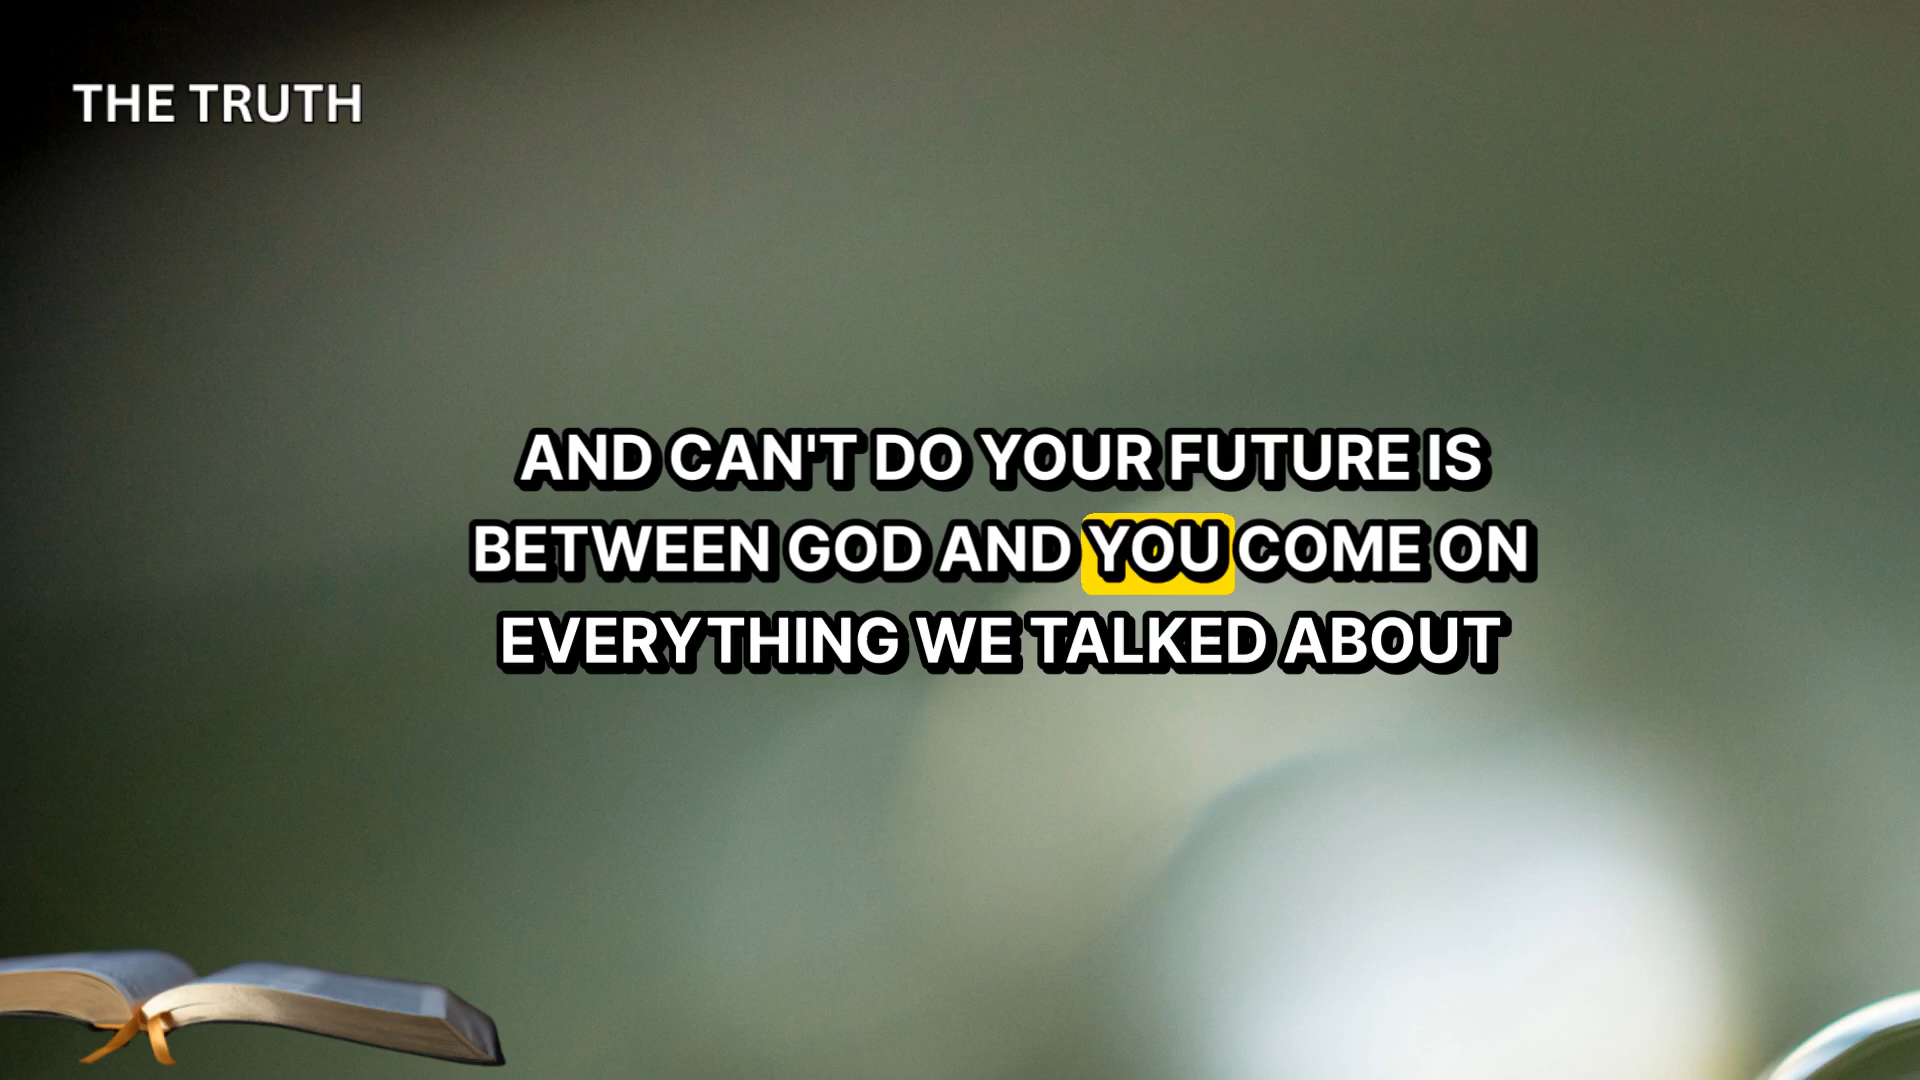 THE TRUTH
AND CAN'T DO YOUR FUTURE IS
BETWEEN GOD AND YOU COME ON
EVERYTHING WE TALKED ABOUT